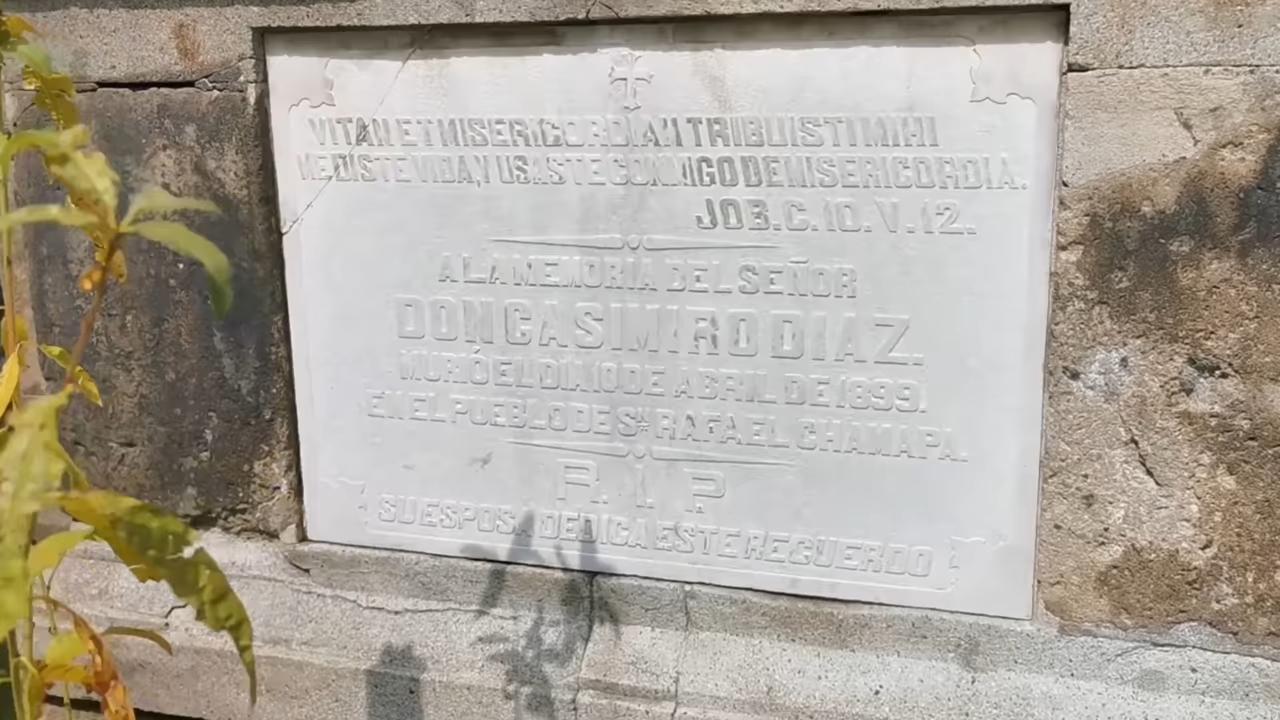 VITAM ET MISERICORDIAM TRIBUISTI MIHI
ME DISTE VIDA, Y USASTE CONMIGO DE MISERICORDIA.
JOB. C. 10. V. 12.
A LA MEMORIA DEL SEÑOR
DON CASIMIRO DIAZ.
MURIÓ EL DIA 10 DE ABRIL DE 1899.
EN EL PUEBLO DE Sn RAFAEL CHAMAPA.
R. I. P.
SU ESPOSA DEDICA ESTE RECUERDO